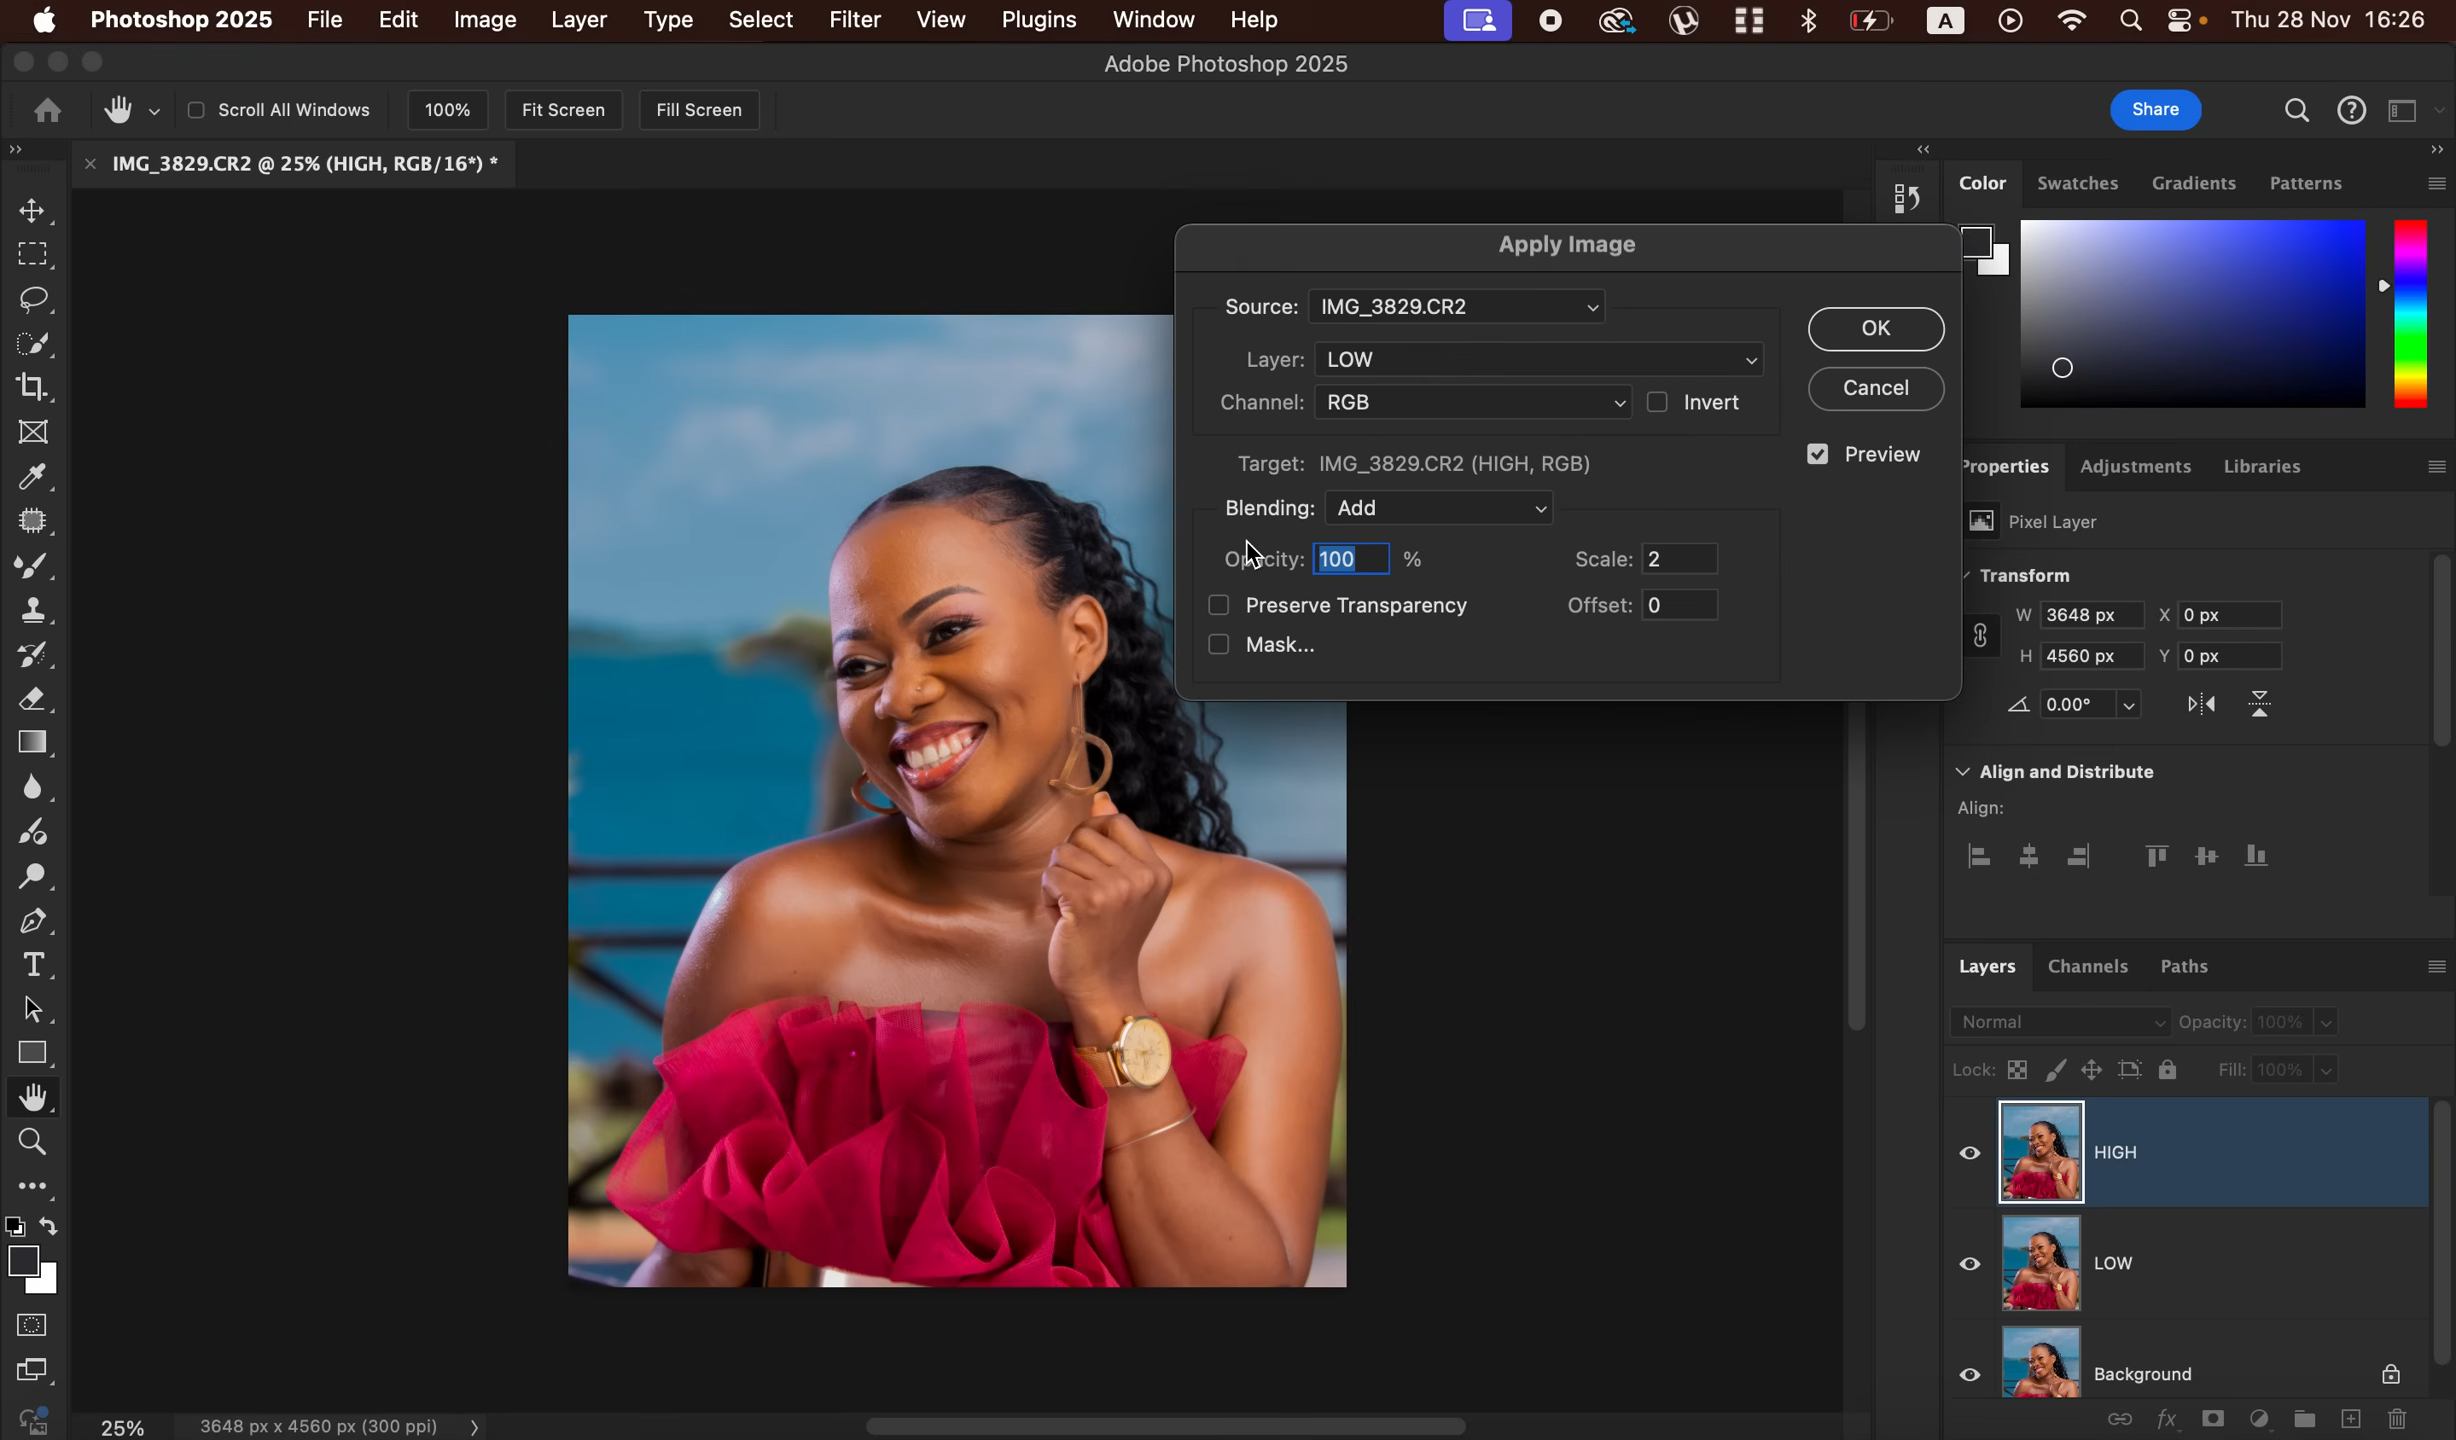 Photoshop 2025 File Edit Image Layer Type Select Filter View Plugins Window Help A Thu 28 Nov 16:26
Adobe Photoshop 2025
Scroll All Windows 100% Fit Screen Fill Screen Share
IMG_3829.CR2 @ 25% (HIGH, RGB/16*) *
Color Swatches Gradients Patterns
Apply Image
Source: IMG_3829.CR2
OK
Layer: LOW
Cancel
Channel: RGB Invert
Preview
Target: IMG_3829.CR2 (HIGH, RGB)
Properties Adjustments Libraries
Blending: Add
Pixel Layer
Opacity: 100 % Scale: 2
Transform
Preserve Transparency Offset: 0
W 3648 px X 0 px
Mask...
H 4560 px Y 0 px
0.00°
Align and Distribute
Align:
Layers Channels Paths
Normal Opacity: 100%
Lock: Fill: 100%
HIGH
LOW
Background
25% 3648 px x 4560 px (300 ppi)
fx